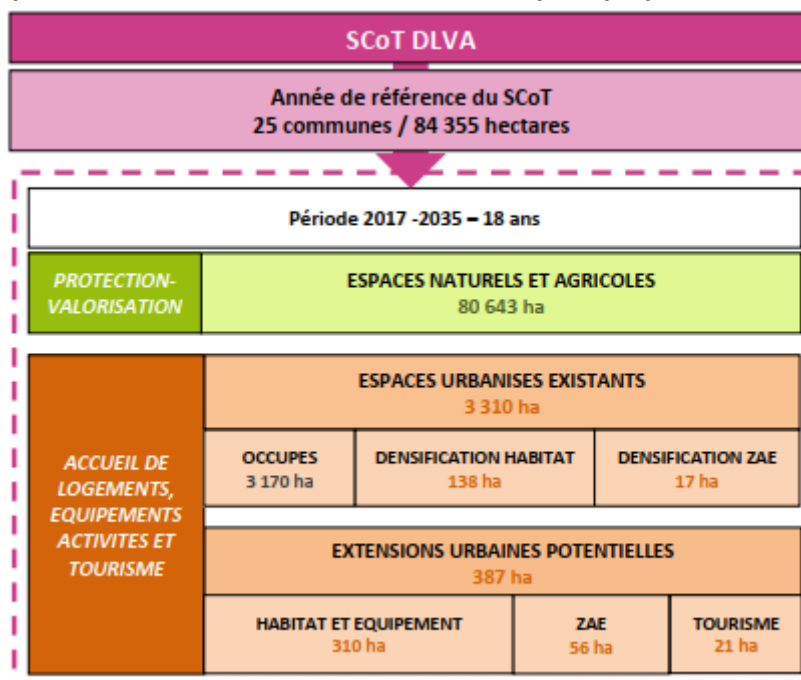 SCoT DLVA
Année de référence du SCoT
25 communes / 84 355 hectares
Période 2017 -2035 – 18 ans
PROTECTION-
VALORISATION
ESPACES NATURELS ET AGRICOLES
80 643 ha
ACCUEIL DE
LOGEMENTS,
EQUIPEMENTS
ACTIVITES ET
TOURISME
ESPACES URBANISES EXISTANTS
3 310 ha
OCCUPES
3 170 ha
DENSIFICATION HABITAT
138 ha
DENSIFICATION ZAE
17 ha
EXTENSIONS URBAINES POTENTIELLES
387 ha
HABITAT ET EQUIPEMENT
310 ha
ZAE
56 ha
TOURISME
21 ha